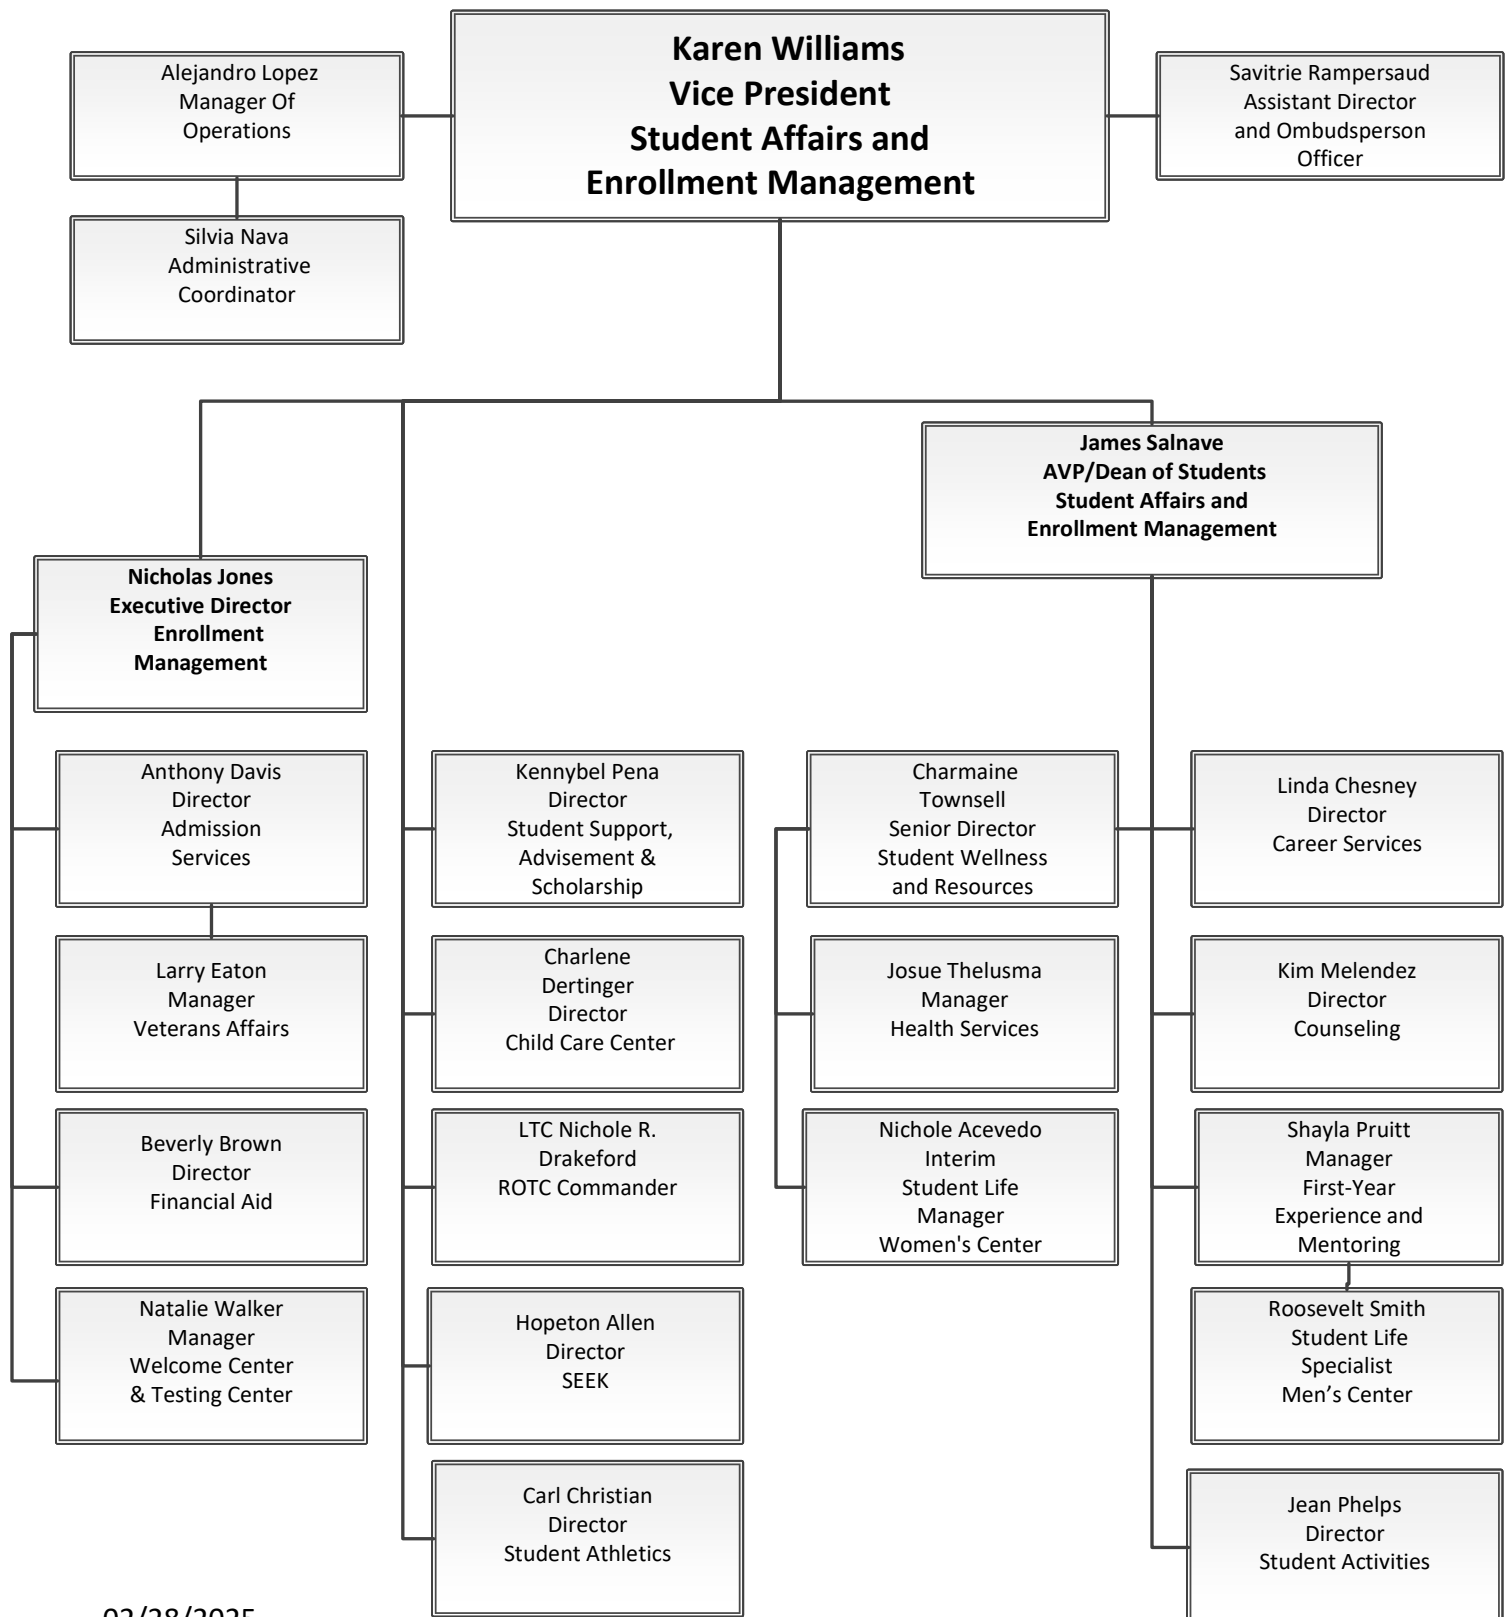 Karen Williams
Vice President
Student Affairs and
Enrollment Management
Alejandro Lopez
Manager Of
Operations
Savitrie Rampersaud
Assistant Director
and Ombudsperson
Officer
Silvia Nava
Administrative
Coordinator
James Salnave
AVP/Dean of Students
Student Affairs and
Enrollment Management
Nicholas Jones
Executive Director
Enrollment
Management
Anthony Davis
Director
Admission
Services
Larry Eaton
Manager
Veterans Affairs
Beverly Brown
Director
Financial Aid
Natalie Walker
Manager
Welcome Center
& Testing Center
Kennybel Pena
Director
Student Support,
Advisement &
Scholarship
Charlene
Dertinger
Director
Child Care Center
LTC Nichole R.
Drakeford
ROTC Commander
Hopeton Allen
Director
SEEK
Carl Christian
Director
Student Athletics
Charmaine
Townsell
Senior Director
Student Wellness
and Resources
Josue Thelusma
Manager
Health Services
Nichole Acevedo
Interim
Student Life
Manager
Women's Center
Linda Chesney
Director
Career Services
Kim Melendez
Director
Counseling
Shayla Pruitt
Manager
First-Year
Experience and
Mentoring
Roosevelt Smith
Student Life
Specialist
Men’s Center
Jean Phelps
Director
Student Activities